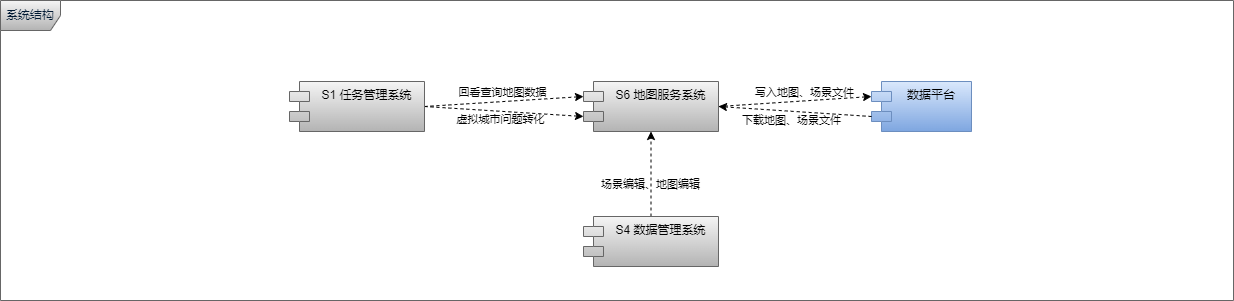 系统结构
S1 任务管理系统
回看查询地图数据
虚拟城市问题转化
S6 地图服务系统
写入地图、场景文件
下载地图、场景文件
数据平台
场景编辑、地图编辑
S4 数据管理系统